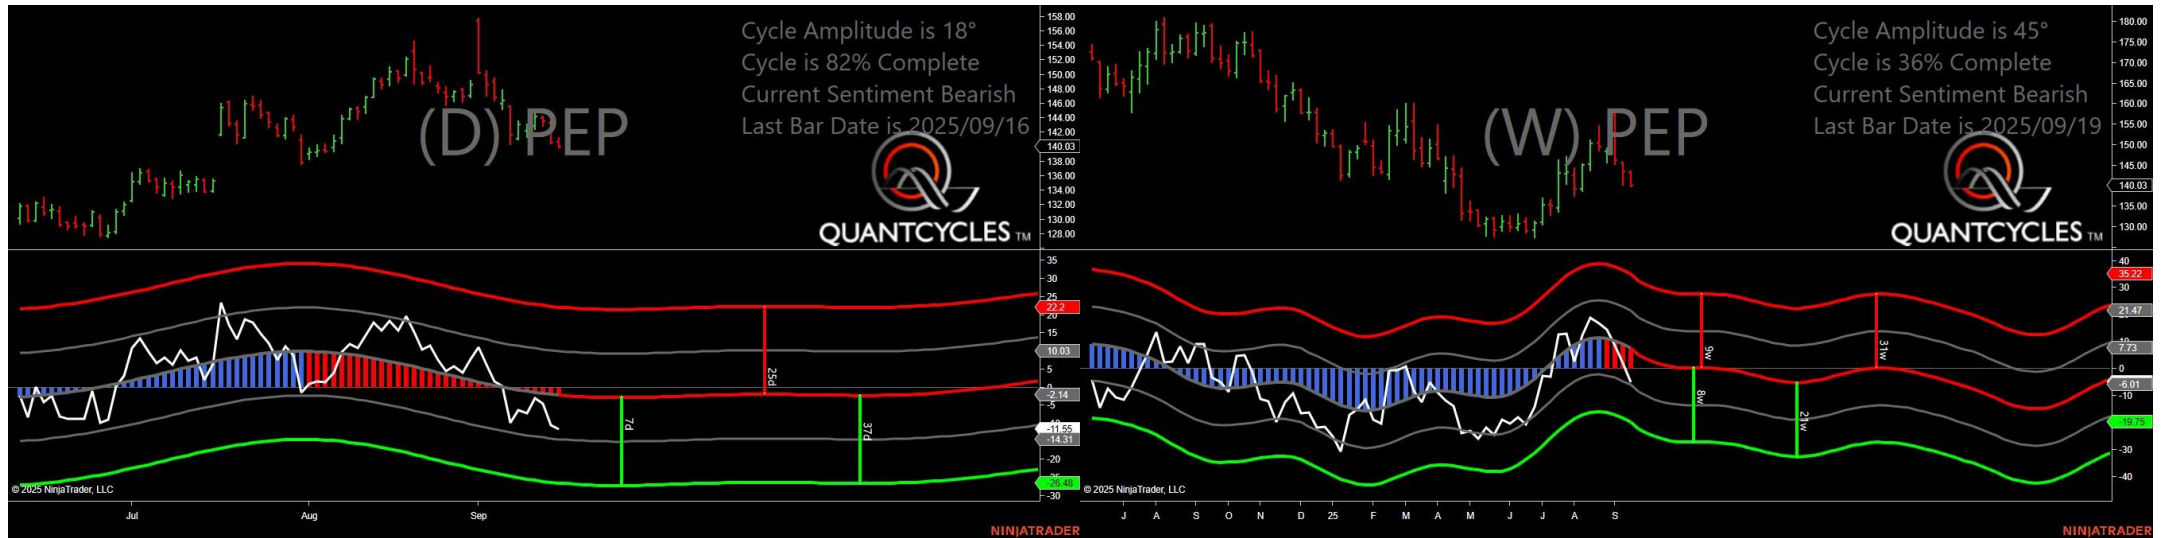 Cycle Amplitude is 18°
Cycle is 82% Complete
Current Sentiment Bearish
Last Bar Date is 2025/09/16
(D) PEP
QUANTCYCLES TM
158.00
156.00
154.00
152.00
150.00
148.00
146.00
144.00
142.00
140.03
138.00
136.00
134.00
132.00
130.00
128.00
35
30
25
22.2
20
15
10.03
5
0
-2.14
-5
-11.55
-14.31
-20
-26.48
-30
25d
7d
37d
© 2025 NinjaTrader, LLC
Jul
Aug
Sep
NINJATRADER
Cycle Amplitude is 45°
Cycle is 36% Complete
Current Sentiment Bearish
Last Bar Date is 2025/09/19
(W) PEP
QUANTCYCLES TM
180.00
175.00
170.00
165.00
160.00
155.00
150.00
145.00
140.03
135.00
130.00
40
35.22
30
21.47
7.73
0
-6.01
-10
-19.75
-30
-40
9w
31w
8w
21w
© 2025 NinjaTrader, LLC
J
A
S
O
N
D
25
F
M
A
M
J
J
A
S
NINJATRADER